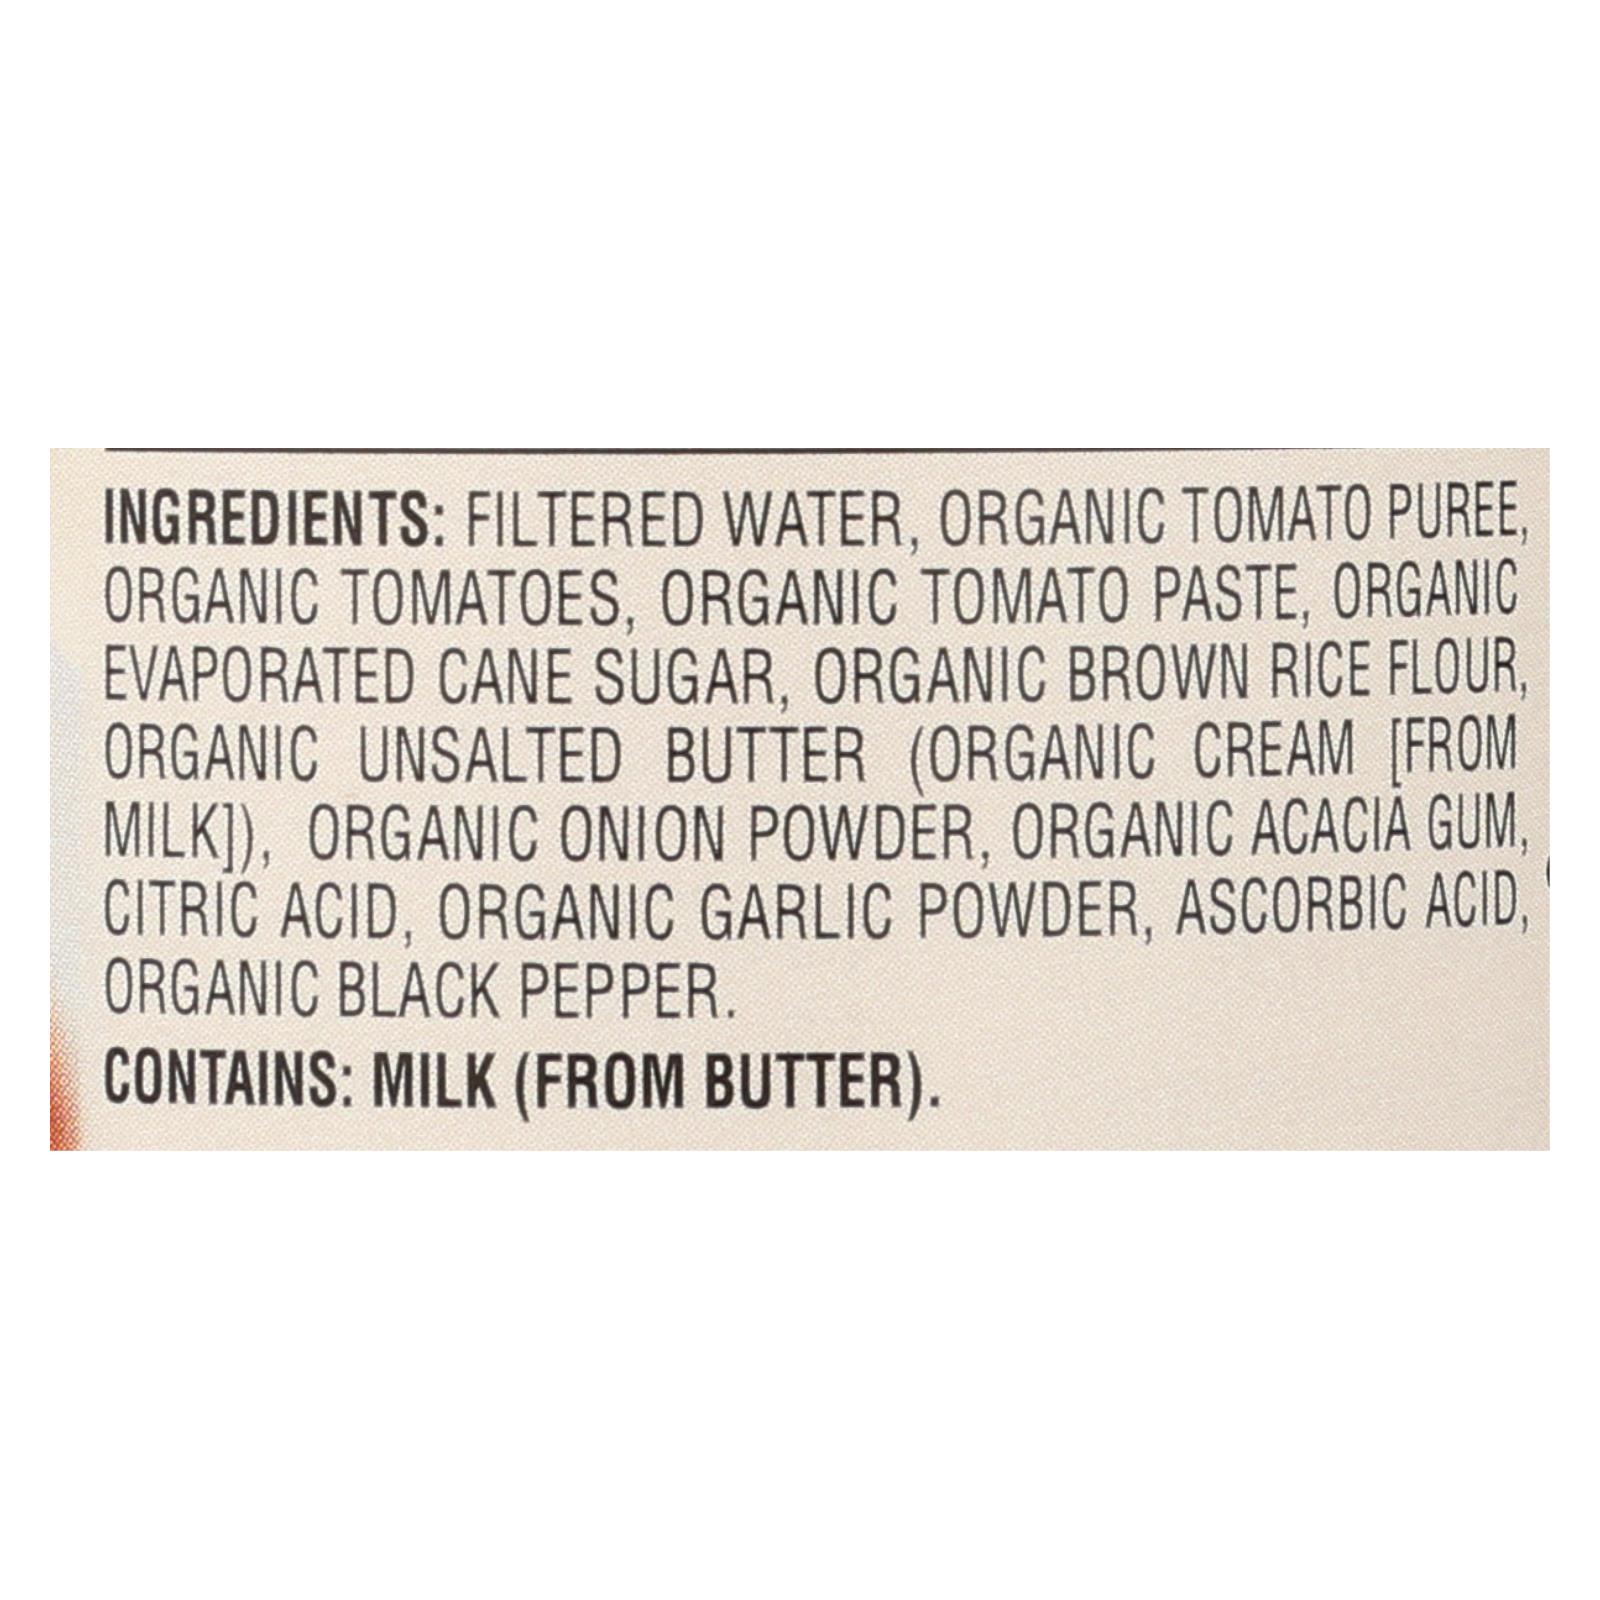 INGREDIENTS: FILTERED WATER, ORGANIC TOMATO PUREE,
ORGANIC TOMATOES, ORGANIC TOMATO PASTE, ORGANIC
EVAPORATED CANE SUGAR, ORGANIC BROWN RICE FLOUR,
ORGANIC UNSALTED BUTTER (ORGANIC CREAM [FROM
MILK]), ORGANIC ONION POWDER, ORGANIC ACACIA GUM,
CITRIC ACID, ORGANIC GARLIC POWDER, ASCORBIC ACID,
ORGANIC BLACK PEPPER.
CONTAINS: MILK (FROM BUTTER).